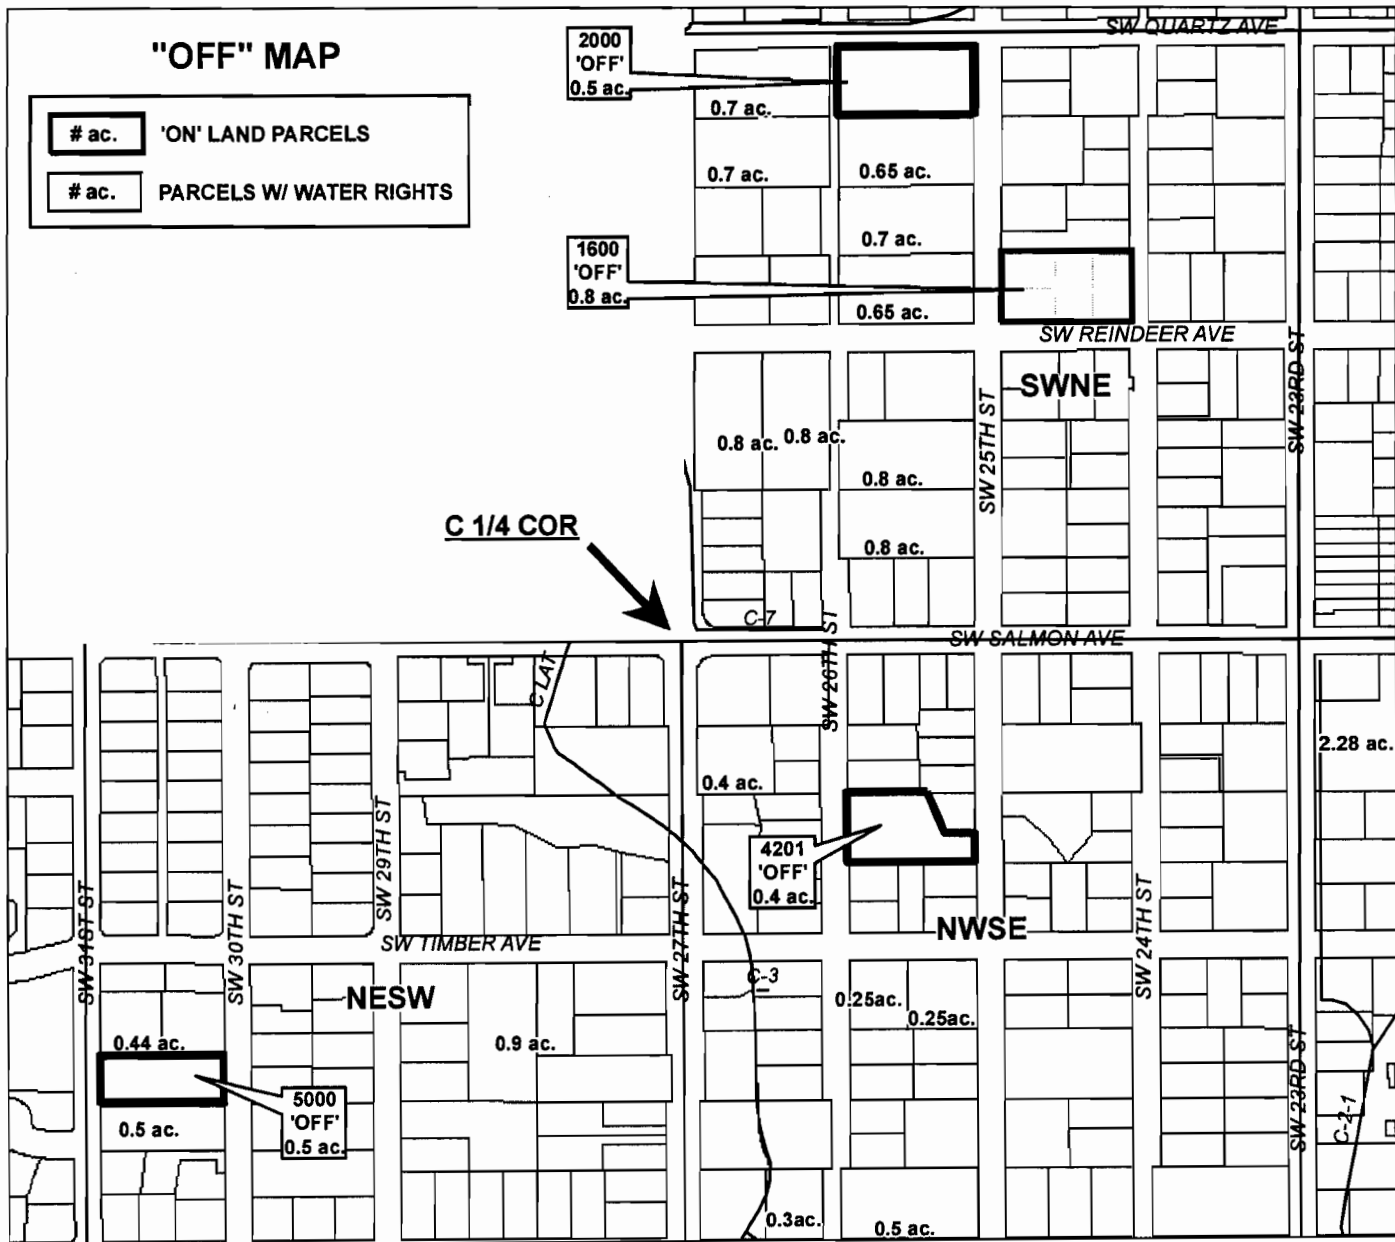 "OFF" MAP
# ac.
'ON' LAND PARCELS
# ac.
PARCELS W/ WATER RIGHTS
SW QUARTZ AVE
2000
'OFF'
0.5 ac.
0.7 ac.
0.7 ac.
0.65 ac.
0.7 ac.
1600
'OFF'
0.8 ac.
0.65 ac.
SW REINDEER AVE
SWNE
SW 25TH ST
SW 23RD ST
0.8 ac.
0.8 ac.
0.8 ac.
0.8 ac.
C 1/4 COR
C-7
SW 26TH ST
SW SALMON AVE
C LAT
2.28 ac.
0.4 ac.
4201
'OFF'
0.4 ac.
SW 29TH ST
SW 31ST ST
SW 30TH ST
SW TIMBER AVE
SW 27TH ST
NWSE
SW 24TH ST
NESW
C-3
0.25ac.
0.25ac.
0.44 ac.
0.9 ac.
SW 23RD ST
C-2-1
5000
'OFF'
0.5 ac.
0.5 ac.
0.3ac.
0.5 ac.